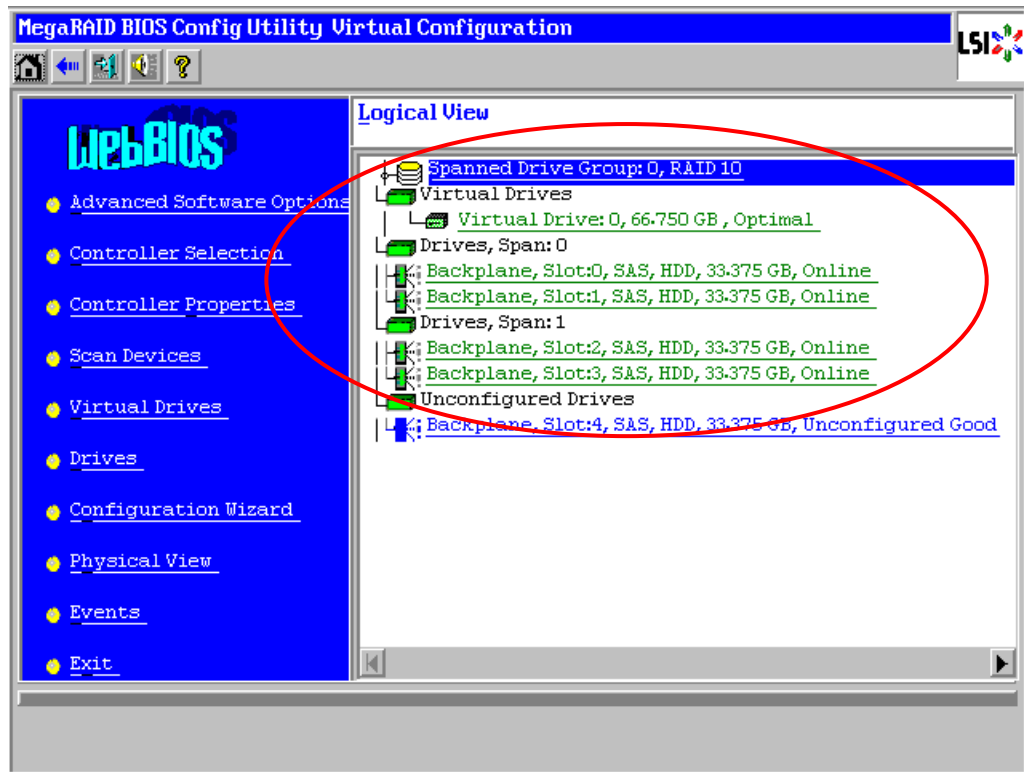 MegaRAID BIOS Config Utility Virtual Configuration
LSI
?
WebBIOS
Advanced Software Options
Controller Selection
Controller Properties
Scan Devices
Virtual Drives
Drives
Configuration Wizard
Physical View
Events
Exit
Logical View
Spanned Drive Group: 0, RAID 10
Virtual Drives
Virtual Drive: 0, 66.750 GB, Optimal
Drives, Span: 0
Backplane, Slot:0, SAS, HDD, 33.375 GB, Online
Backplane, Slot:1, SAS, HDD, 33.375 GB, Online
Drives, Span: 1
Backplane, Slot:2, SAS, HDD, 33.375 GB, Online
Backplane, Slot:3, SAS, HDD, 33.375 GB, Online
Unconfigured Drives
Backplane, Slot:4, SAS, HDD, 33.375 GB, Unconfigured Good